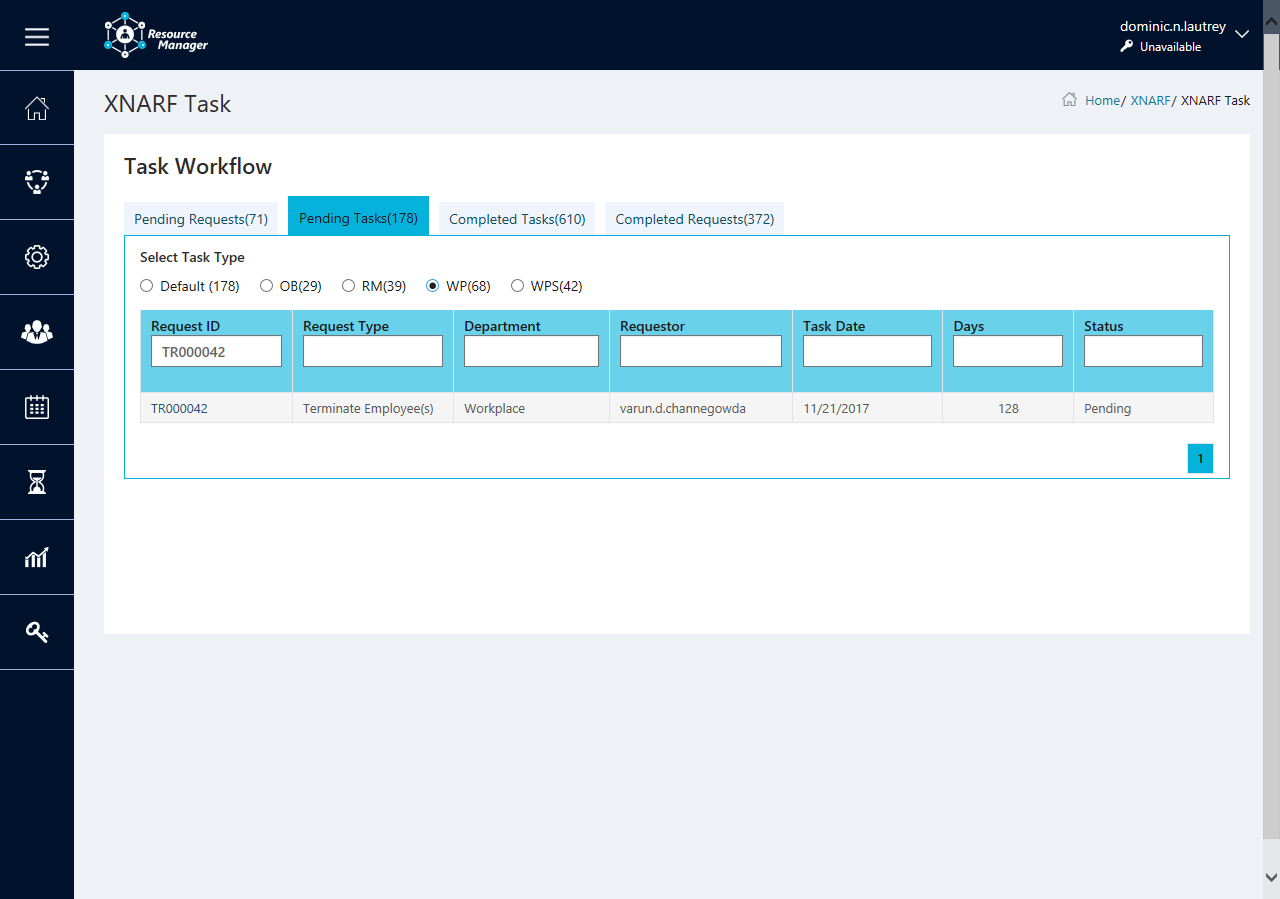 Resource
Manager
dominic.n.lautrey
Unavailable
XNARF Task
Home/ XNARF/ XNARF Task
Task Workflow
Pending Requests(71) Pending Tasks(178) Completed Tasks(610) Completed Requests(372)
Select Task Type
Default (178) OB(29) RM(39) WP(68) WPS(42)
Request ID Request Type Department Requestor Task Date Days Status
TR000042
TR000042 Terminate Employee(s) Workplace varun.d.channegowda 11/21/2017 128 Pending
1